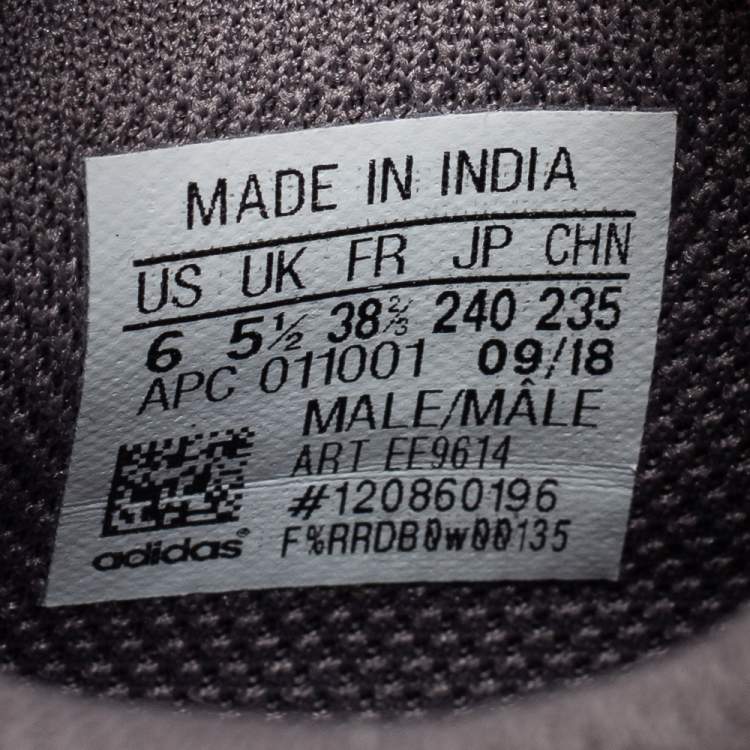 MADE IN INDIA
US UK FR JP CHN
6 5½ 38⅔ 240 235
APC 011001 09/18
MALE/MÂLE
ART EE9614
#120860196
adidas® F%RRDB0w00135